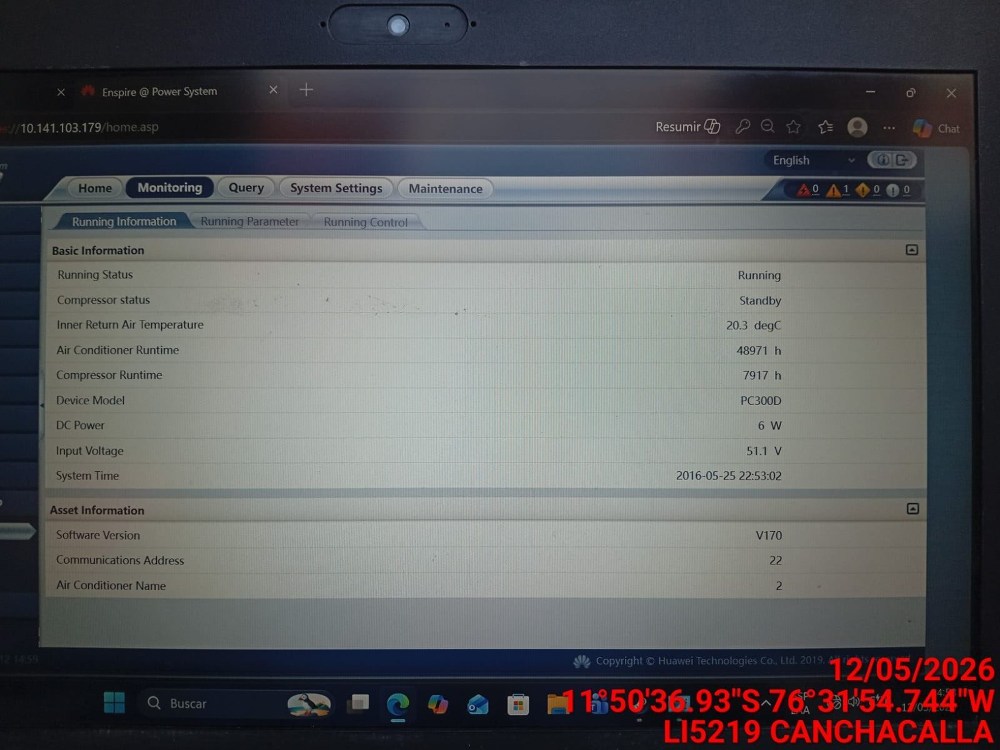 Enspire @ Power System
//10.141.103.179/home.asp
Resumir
Chat
English
Home
Monitoring
Query
System Settings
Maintenance
0
1
0
0
Running Information
Running Parameter
Running Control
Basic Information
Running Status Running
Compressor status Standby
Inner Return Air Temperature 20.3 degC
Air Conditioner Runtime 48971 h
Compressor Runtime 7917 h
Device Model PC300D
DC Power 6 W
Input Voltage 51.1 V
System Time 2016-05-25 22:53:02
Asset Information
Software Version V170
Communications Address 22
Air Conditioner Name 2
12 14:59
Copyright © Huawei Technologies Co., Ltd. 2019.
Buscar
12/05/2026
11°50'36.93"S 76°31'54.744"W
LI5219 CANCHACALLA